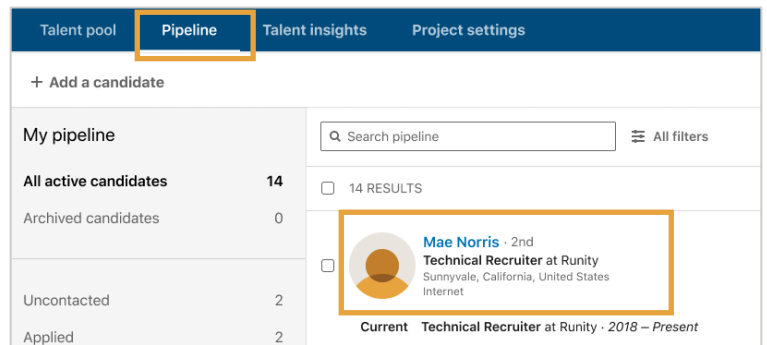 Talent pool Pipeline Talent insights Project settings
+ Add a candidate
My pipeline
Search pipeline All filters
All active candidates 14
14 RESULTS
Archived candidates 0
Mae Norris · 2nd
Technical Recruiter at Runity
Sunnyvale, California, United States
Internet
Uncontacted 2
Applied 2
Current Technical Recruiter at Runity · 2018 – Present